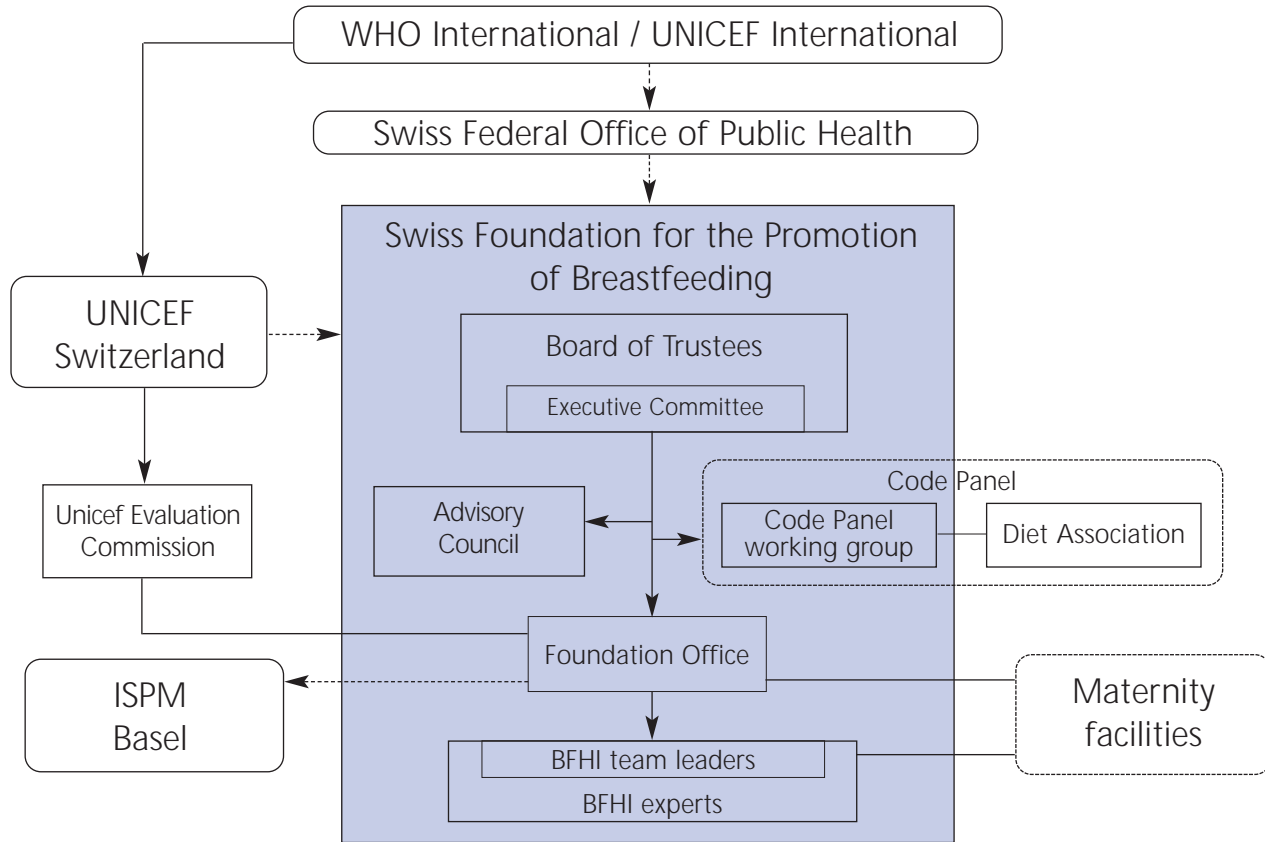 WHO International / UNICEF International
Swiss Federal Office of Public Health
Swiss Foundation for the Promotion
of Breastfeeding
UNICEF
Switzerland
Board of Trustees
Executive Committee
Code Panel
Unicef Evaluation
Commission
Advisory
Council
Code Panel
working group
Diet Association
Foundation Office
ISPM
Basel
Maternity
facilities
BFHI team leaders
BFHI experts